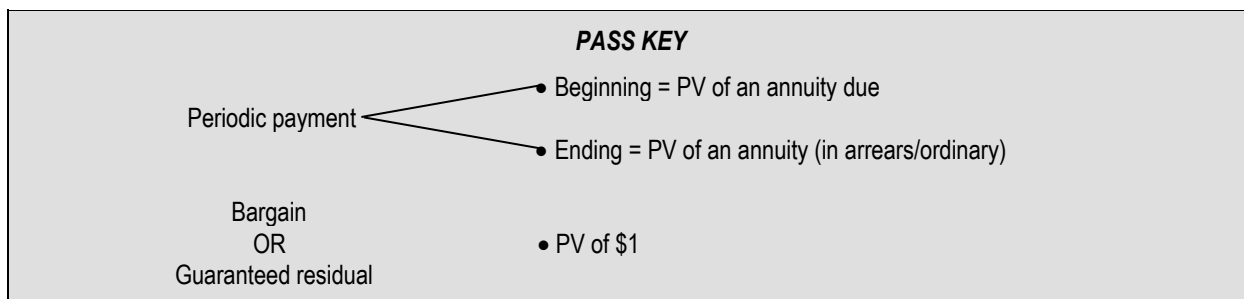 PASS KEY
• Beginning = PV of an annuity due
Periodic payment
• Ending = PV of an annuity (in arrears/ordinary)
Bargain
OR
• PV of $1
Guaranteed residual